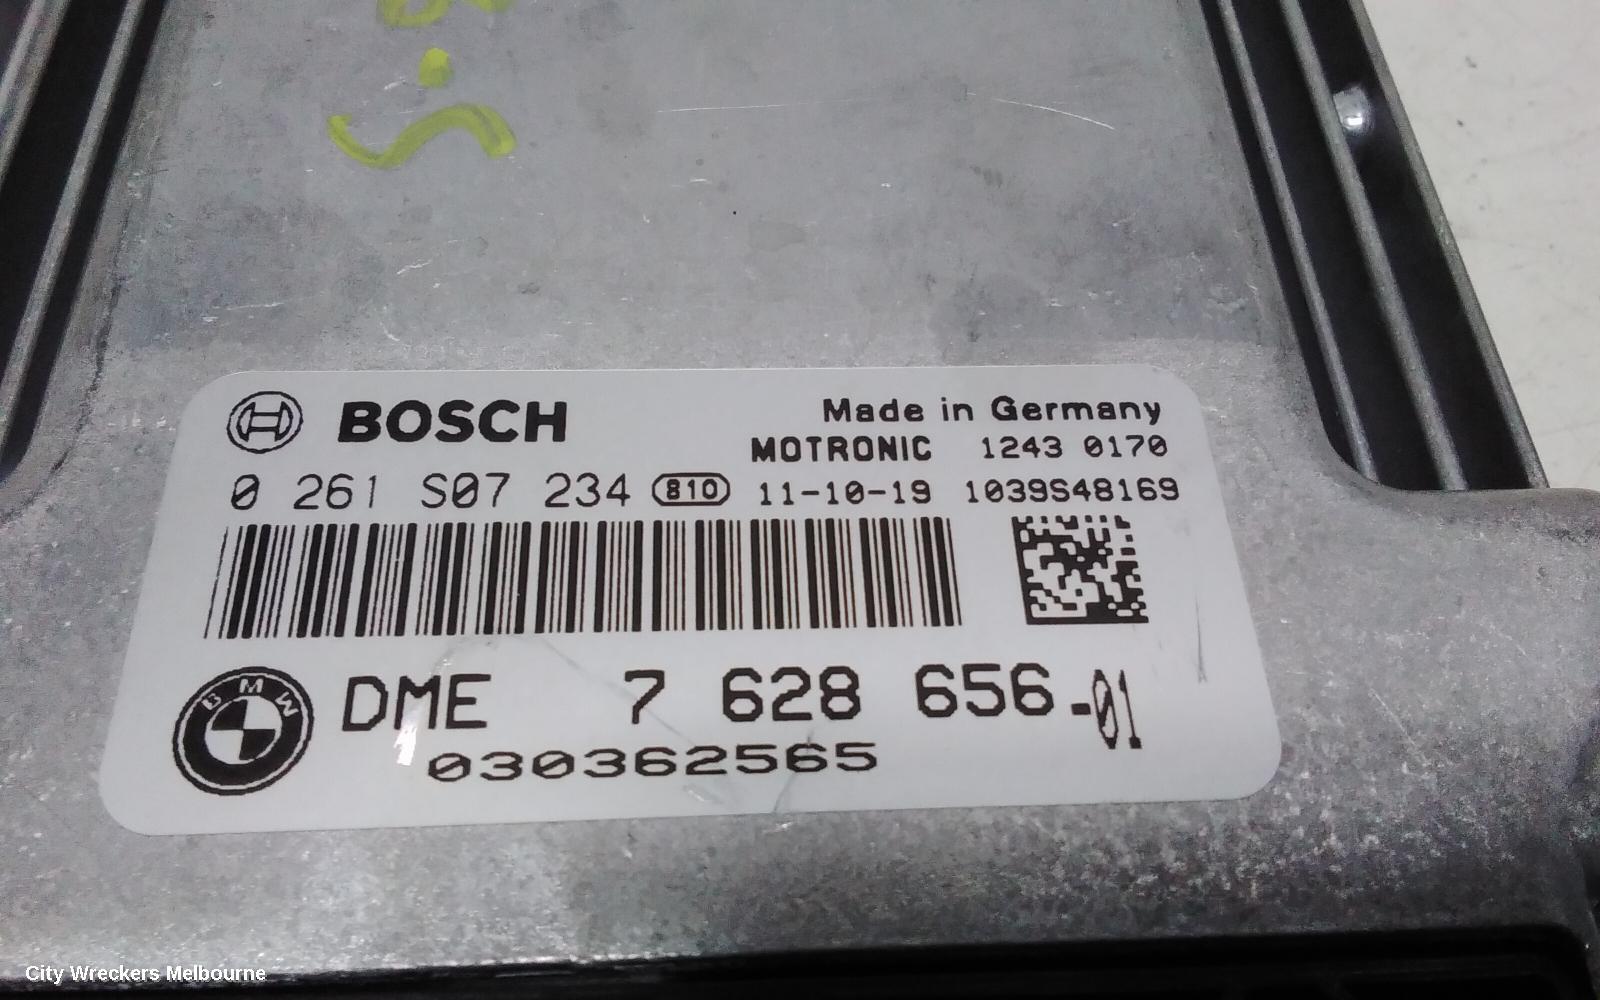 BOSCH
Made in Germany
MOTRONIC 1243 0170
0 261 S07 234 810 11-10-19 1039S48169
BMW
DME 7 628 656-01
030362565
City Wreckers Melbourne